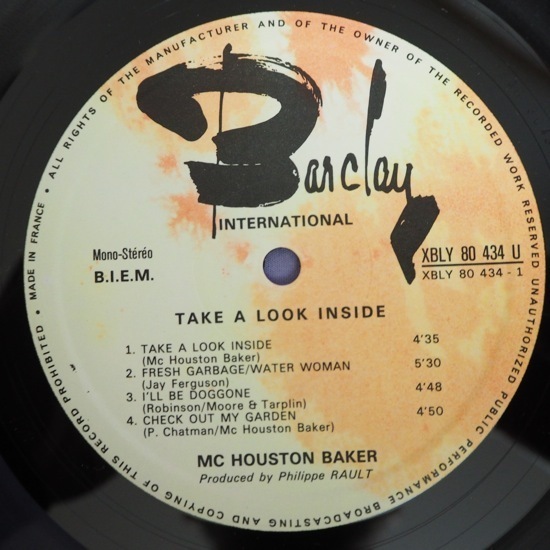 MADE IN FRANCE • ALL RIGHTS OF THE MANUFACTURER AND OF THE OWNER OF THE RECORDED WORK RESERVED UNAUTHORIZED PUBLIC PERFORMANCE BROADCASTING AND COPYING OF THIS RECORD PROHIBITED •
Barclay
INTERNATIONAL
Mono-Stéréo
B.I.E.M.
XBLY 80 434 U
XBLY 80 434 - 1
TAKE A LOOK INSIDE
1. TAKE A LOOK INSIDE 4'35
(Mc Houston Baker)
2. FRESH GARBAGE/WATER WOMAN 5'30
(Jay Ferguson)
3. I'LL BE DOGGONE 4'48
(Robinson/Moore & Tarplin)
4. CHECK OUT MY GARDEN 4'50
(P. Chatman/Mc Houston Baker)
MC HOUSTON BAKER
Produced by Philippe RAULT